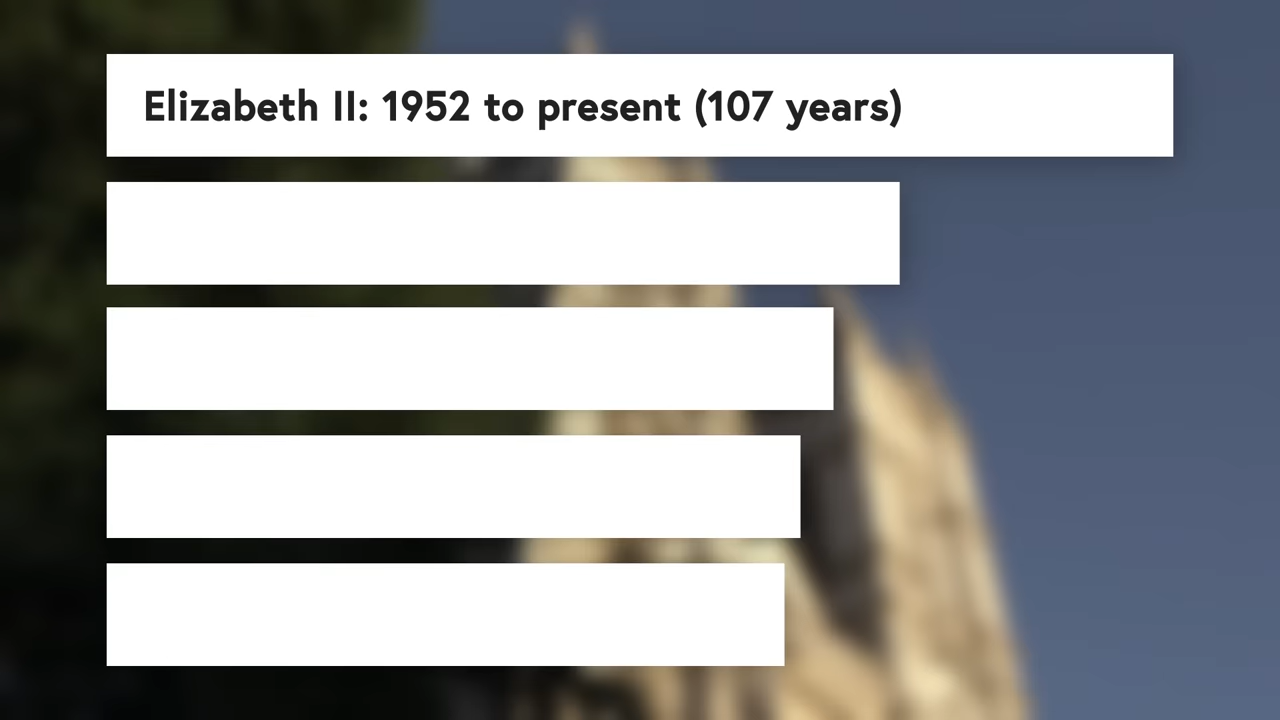 Elizabeth II: 1952 to present (107 years)